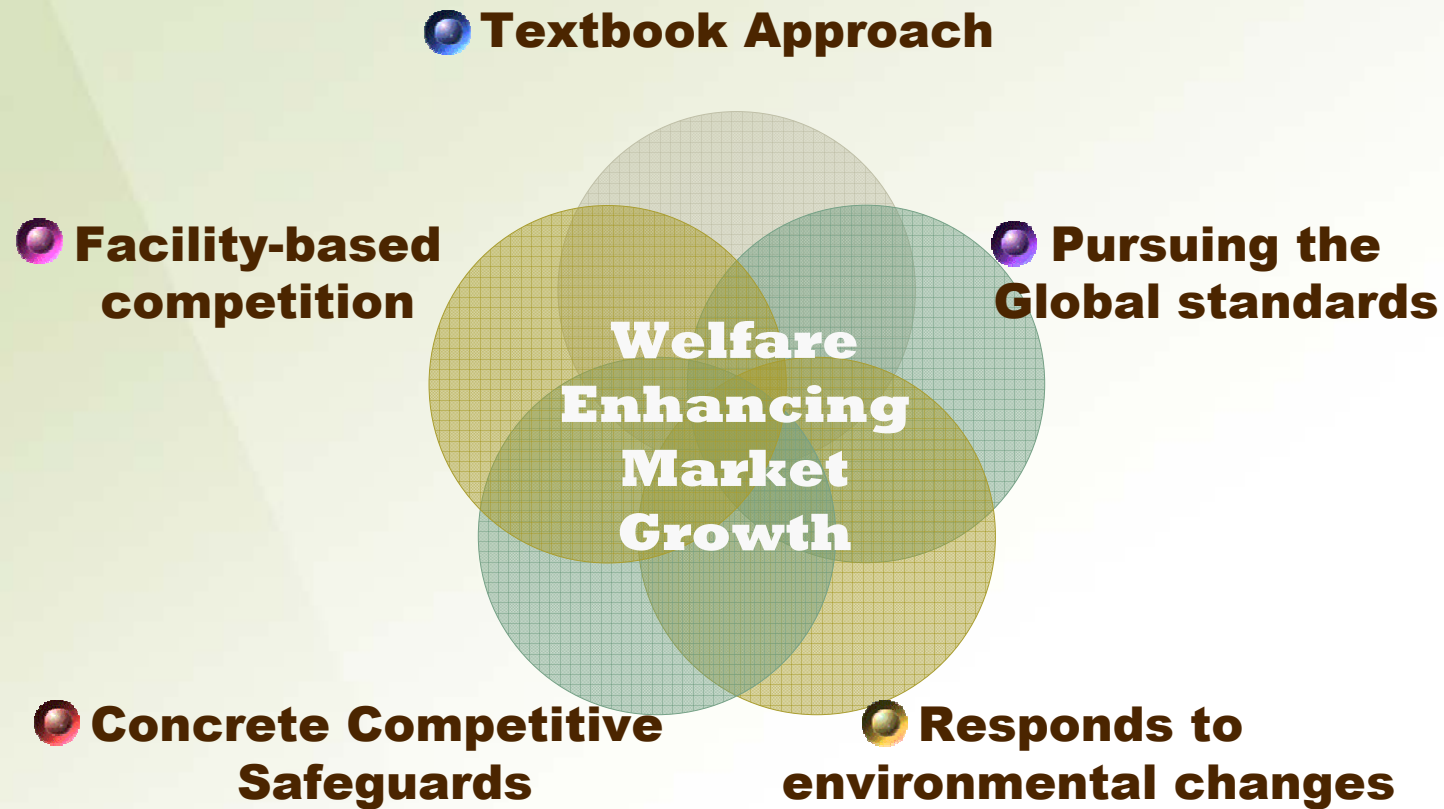 Textbook Approach
Facility-based
competition
Pursuing the
Global standards
Welfare
Enhancing
Market
Growth
Concrete Competitive
Safeguards
Responds to
environmental changes